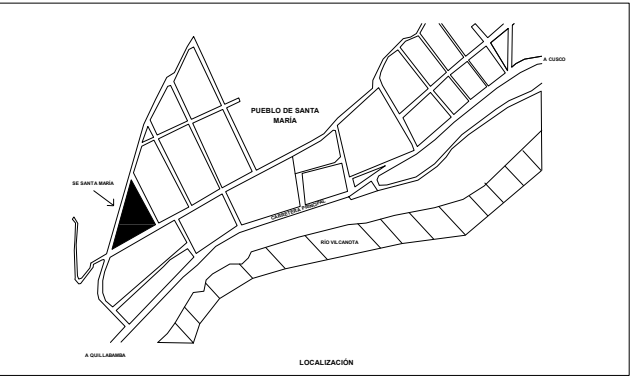 A CUSCO
PUEBLO DE SANTA
MARÍA
SE SANTA MARÍA
CARRETERA PRINCIPAL
RÍO VILCANOTA
A QUILLABAMBA
LOCALIZACIÓN